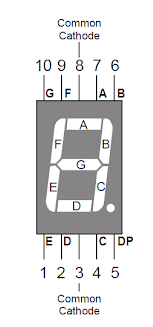 Common
Cathode
10 9 8 7 6
G F A B
A
F B
G
E C
D
E D C DP
1 2 3 4 5
Common
Cathode